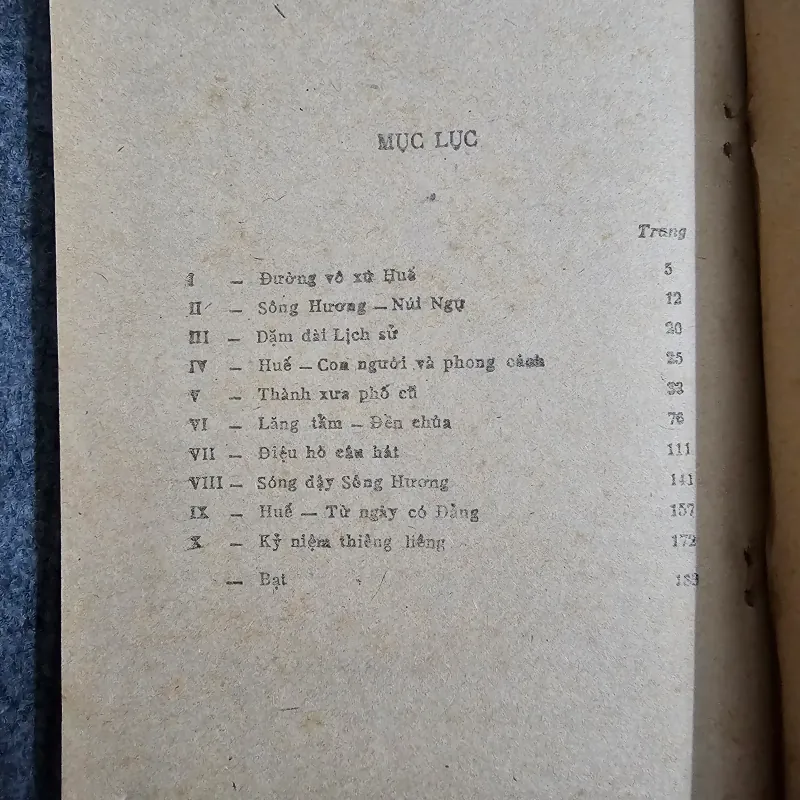 MỤC LỤC
Trang
I – Đường vô xứ Huế 5
II – Sông Hương – Núi Ngự 12
III – Dặm dài Lịch sử 20
IV – Huế – Con người và phong cách 25
V – Thành xưa phố cũ 33
VI – Lăng tẩm – Đền chùa 76
VII – Điệu hò câu hát 111
VIII – Sóng dậy Sông Hương 141
IX – Huế – Từ ngày có Đảng 157
X – Kỷ niệm thiêng liêng 172
– Bạt